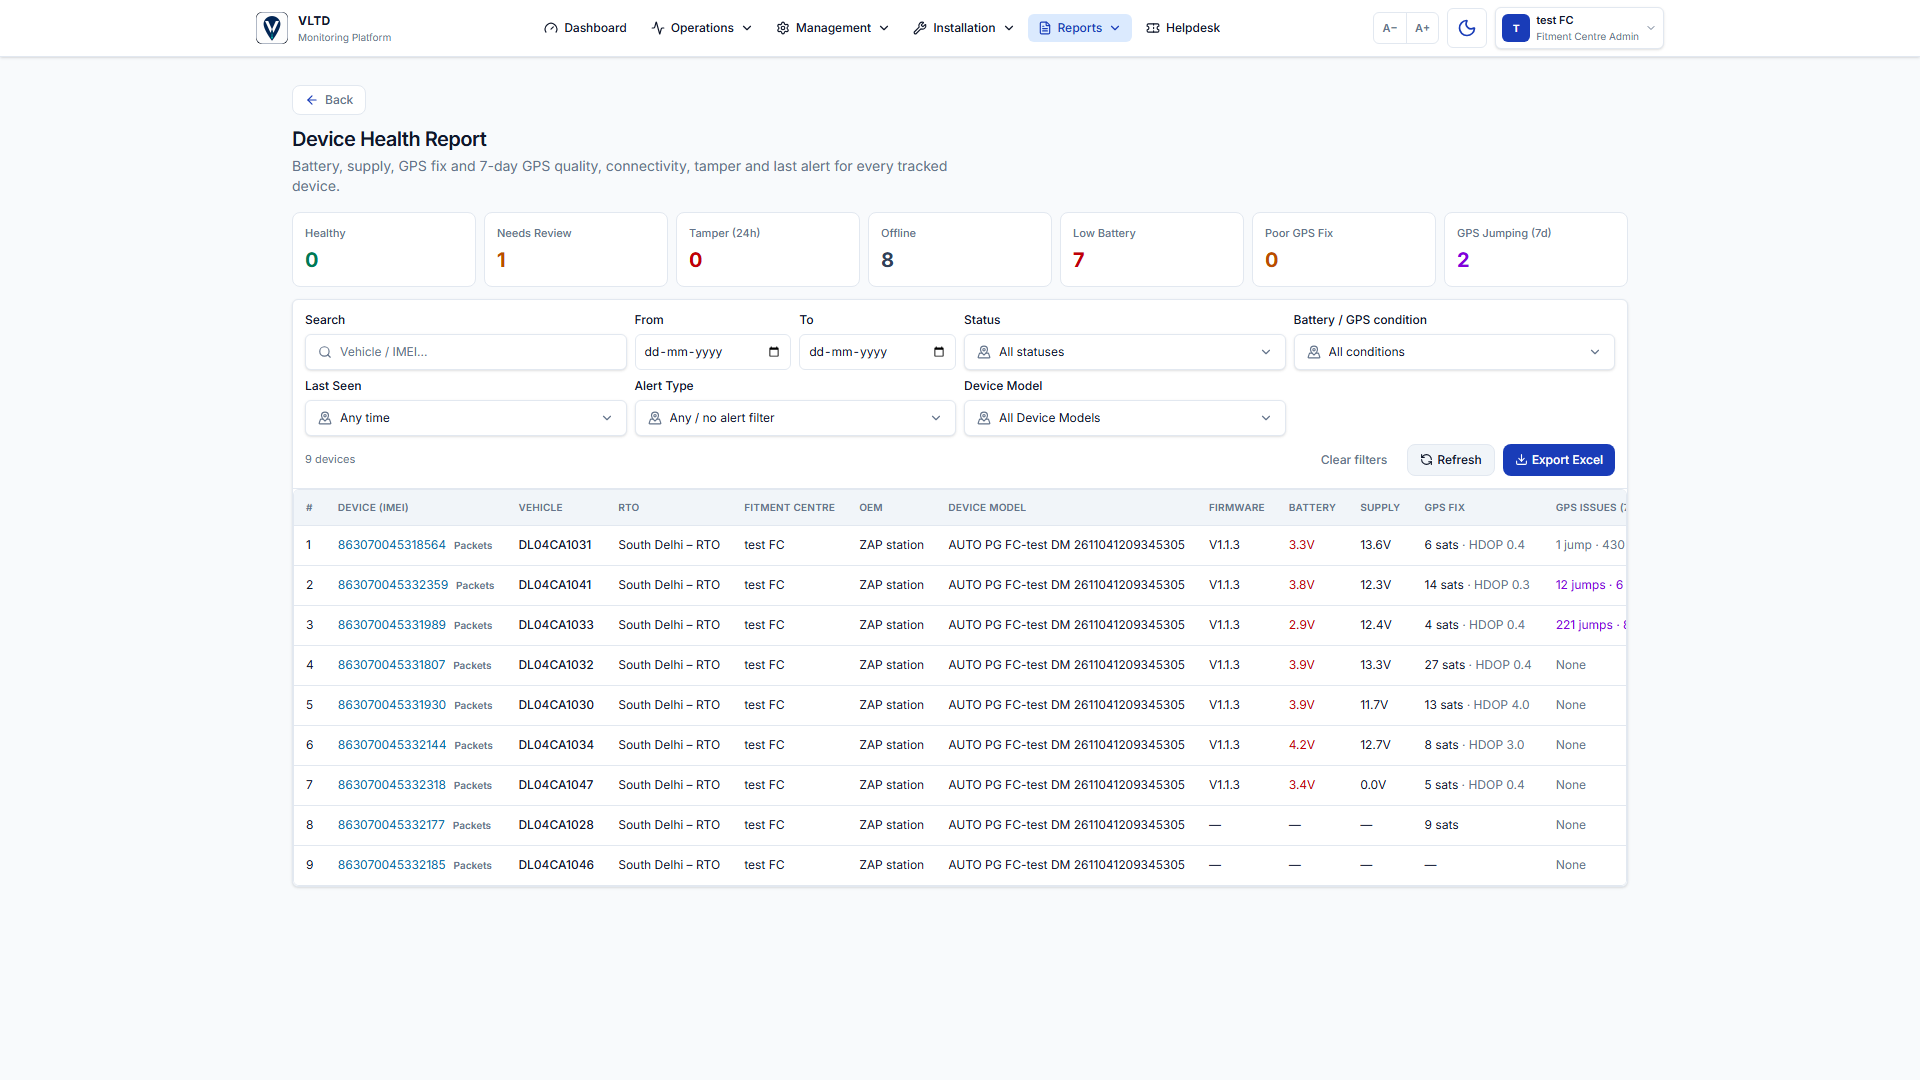 VLTD
Monitoring Platform
Dashboard Operations Management Installation Reports Helpdesk
A− A+
T
test FC
Fitment Centre Admin
Back
Device Health Report
Battery, supply, GPS fix and 7-day GPS quality, connectivity, tamper and last alert for every tracked
device.
Healthy
0
Needs Review
1
Tamper (24h)
0
Offline
8
Low Battery
7
Poor GPS Fix
0
GPS Jumping (7d)
2
Search From To Status Battery / GPS condition
Vehicle / IMEI... dd-mm-yyyy dd-mm-yyyy All statuses All conditions
Last Seen Alert Type Device Model
Any time Any / no alert filter All Device Models
9 devices Clear filters Refresh Export Excel
# DEVICE (IMEI) VEHICLE RTO FITMENT CENTRE OEM DEVICE MODEL FIRMWARE BATTERY SUPPLY GPS FIX GPS ISSUES
1 863070045318564 Packets DL04CA1031 South Delhi – RTO test FC ZAP station AUTO PG FC-test DM 2611041209345305 V1.1.3 3.3V 13.6V 6 sats · HDOP 0.4 1 jump · 430
2 863070045332359 Packets DL04CA1041 South Delhi – RTO test FC ZAP station AUTO PG FC-test DM 2611041209345305 V1.1.3 3.8V 12.3V 14 sats · HDOP 0.3 12 jumps · 6
3 863070045331989 Packets DL04CA1033 South Delhi – RTO test FC ZAP station AUTO PG FC-test DM 2611041209345305 V1.1.3 2.9V 12.4V 4 sats · HDOP 0.4 221 jumps ·
4 863070045331807 Packets DL04CA1032 South Delhi – RTO test FC ZAP station AUTO PG FC-test DM 2611041209345305 V1.1.3 3.9V 13.3V 27 sats · HDOP 0.4 None
5 863070045331930 Packets DL04CA1030 South Delhi – RTO test FC ZAP station AUTO PG FC-test DM 2611041209345305 V1.1.3 3.9V 11.7V 13 sats · HDOP 4.0 None
6 863070045332144 Packets DL04CA1034 South Delhi – RTO test FC ZAP station AUTO PG FC-test DM 2611041209345305 V1.1.3 4.2V 12.7V 8 sats · HDOP 3.0 None
7 863070045332318 Packets DL04CA1047 South Delhi – RTO test FC ZAP station AUTO PG FC-test DM 2611041209345305 V1.1.3 3.4V 0.0V 5 sats · HDOP 0.4 None
8 863070045332177 Packets DL04CA1028 South Delhi – RTO test FC ZAP station AUTO PG FC-test DM 2611041209345305 — — — 9 sats None
9 863070045332185 Packets DL04CA1046 South Delhi – RTO test FC ZAP station AUTO PG FC-test DM 2611041209345305 — — — — None